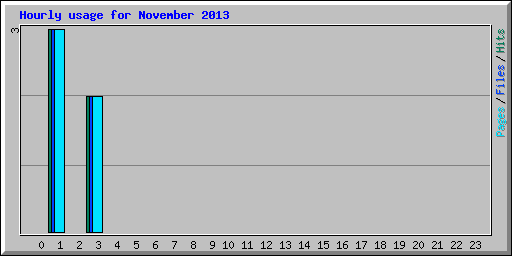 Hourly usage for November 2013
3
Pages/Files/Hits
0 1 2 3 4 5 6 7 8 9 10 11 12 13 14 15 16 17 18 19 20 21 22 23